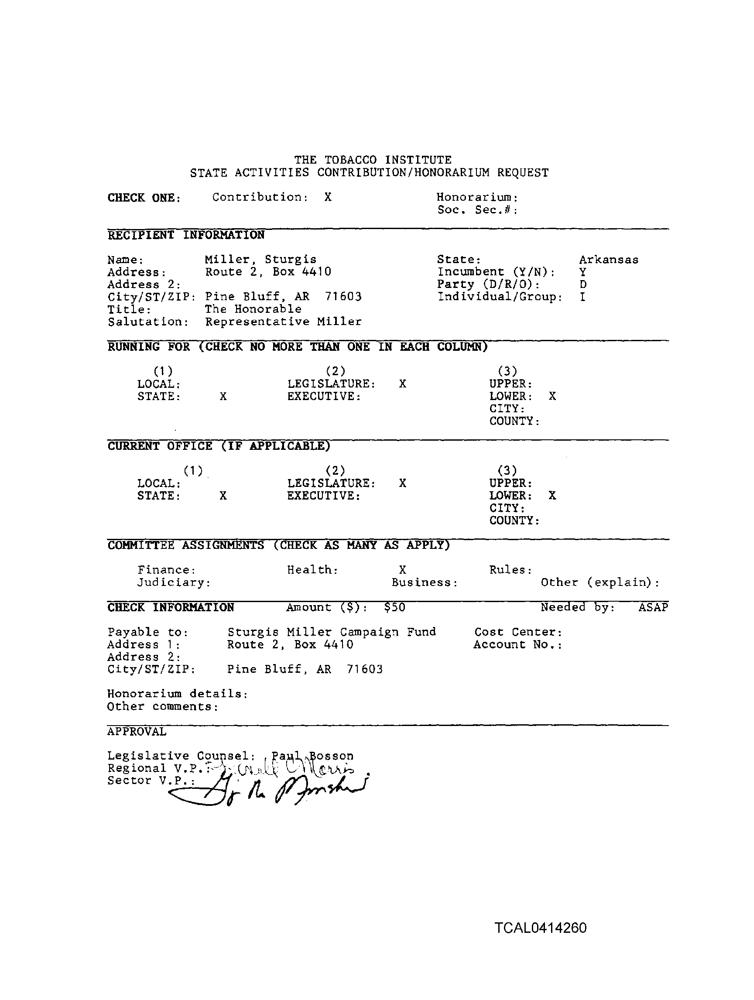 THE TOBACCO INSTITUTE
STATE ACTIVITIES CONTRIBUTION/HONORARIUM REQUEST
CHECK ONE: Contribution: X Honorarium:
Soc. Sec.#:
RECIPIENT INFORMATION
Name: Miller, Sturgis State: Arkansas
Address: Route 2, Box 4410 Incumbent (Y/N): Y
Address 2: Party (D/R/O): D
City/ST/ZIP: Pine Bluff, AR 71603 Individual/Group: I
Title: The Honorable
Salutation: Representative Miller
RUNNING FOR (CHECK NO MORE THAN ONE IN EACH COLUMN)
(1) (2) (3)
LOCAL: LEGISLATURE: X UPPER:
STATE: X EXECUTIVE: LOWER: X
CITY:
COUNTY:
CURRENT OFFICE (IF APPLICABLE)
(1) (2) (3)
LOCAL: LEGISLATURE: X UPPER:
STATE: X EXECUTIVE: LOWER: X
CITY:
COUNTY:
COMMITTEE ASSIGNMENTS (CHECK AS MANY AS APPLY)
Finance: Health: X Rules:
Judiciary: Business: Other (explain):
CHECK INFORMATION Amount ($): $50 Needed by: ASAP
Payable to: Sturgis Miller Campaign Fund Cost Center:
Address 1: Route 2, Box 4410 Account No.:
Address 2:
City/ST/ZIP: Pine Bluff, AR 71603
Honorarium details:
Other comments:
APPROVAL
Legislative Counsel: Paul Bosson
Regional V.P.: Morris
Sector V.P.:
TCAL0414260